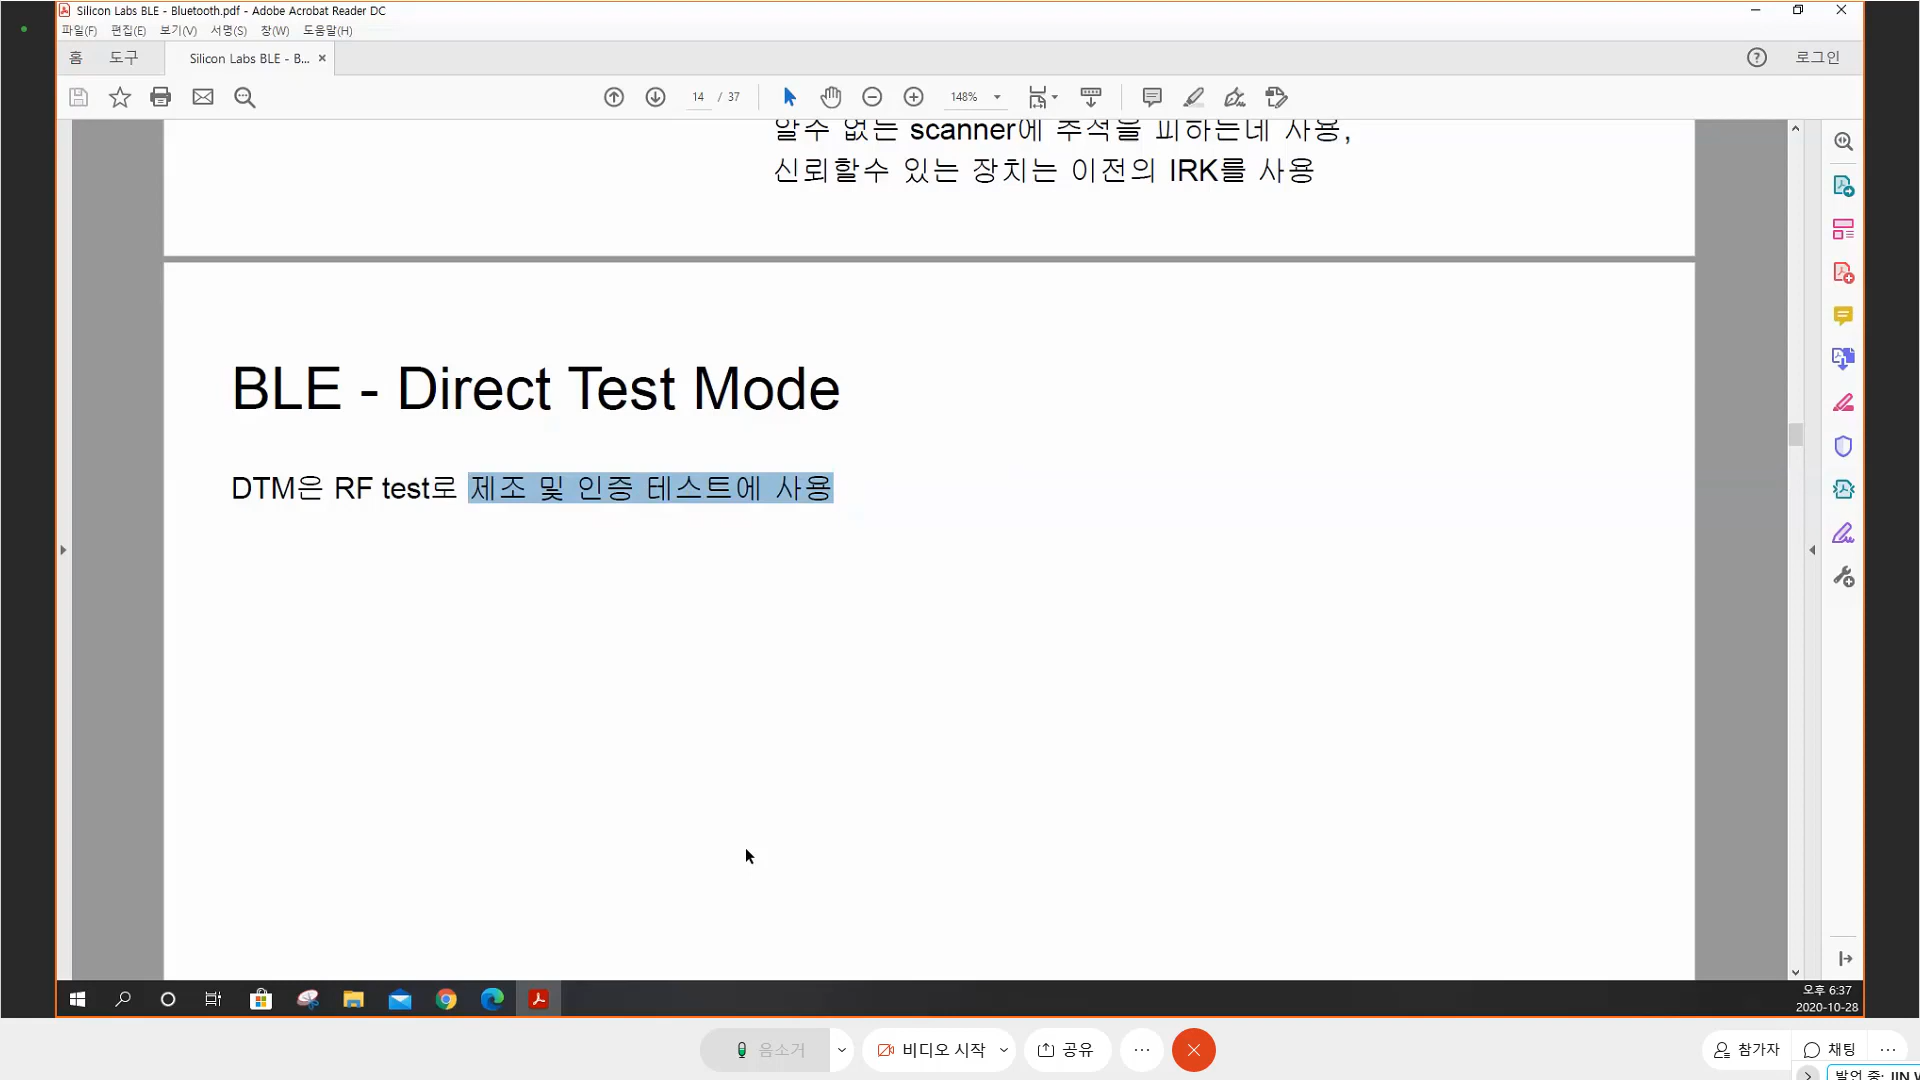 Silicon Labs BLE - Bluetooth.pdf - Adobe Acrobat Reader DC
파일(F) 편집(E) 보기(V) 서명(S) 창(W) 도움말(H)
홈 도구 Silicon Labs BLE - B... 로그인
14 / 37 148%
알수 없는 scanner에 추적을 피하는데 사용,
신뢰할수 있는 장치는 이전의 IRK를 사용
BLE - Direct Test Mode
DTM은 RF test로 제조 및 인증 테스트에 사용
오후 6:37
2020-10-28
음소거 비디오 시작 공유 참가자 채팅
발언 중: JIN